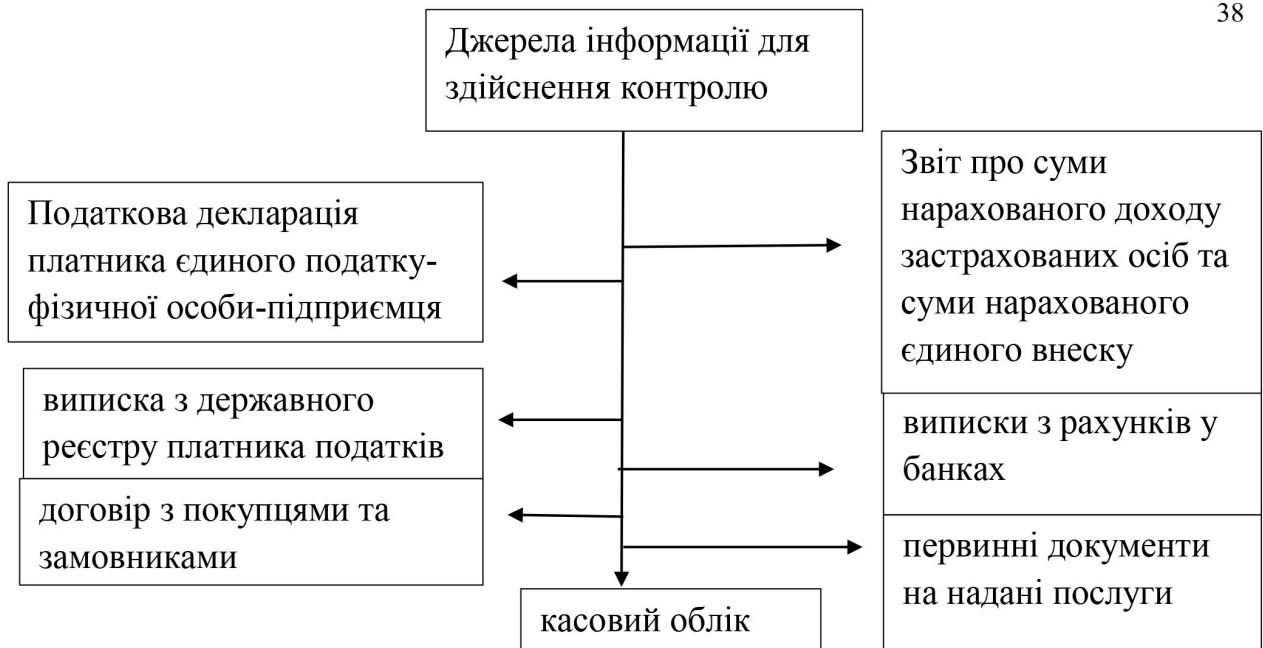 38
Джерела інформації для
здійснення контролю
Податкова декларація
платника єдиного податку-
фізичної особи-підприємця
виписка з державного
реєстру платника податків
договір з покупцями та
замовниками
Звіт про суми
нарахованого доходу
застрахованих осіб та
суми нарахованого
єдиного внеску
виписки з рахунків у
банках
первинні документи
на надані послуги
касовий облік